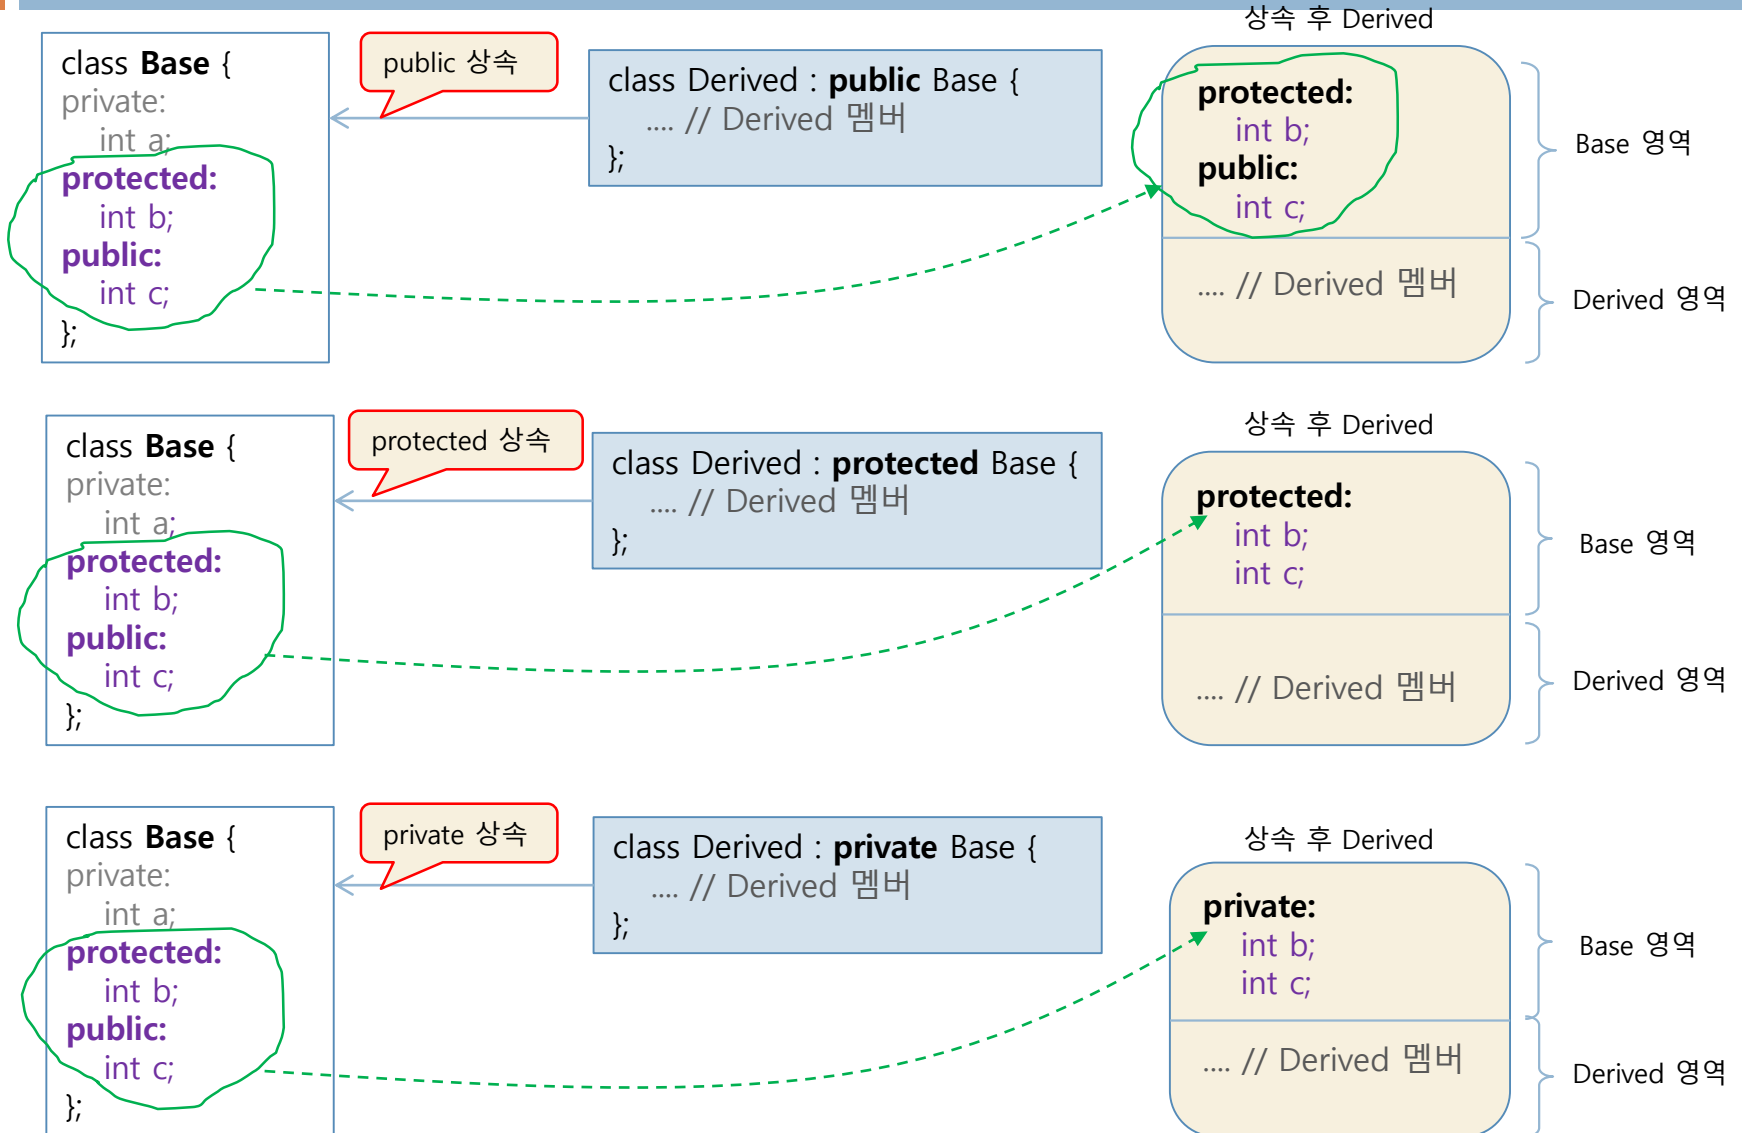 상속 후 Derived
class Base {
private:
int a;
protected:
int b;
public:
int c;
};
public 상속
class Derived : public Base {
.... // Derived 멤버
};
protected:
int b;
public:
int c;
.... // Derived 멤버
Base 영역
Derived 영역
상속 후 Derived
class Base {
private:
int a;
protected:
int b;
public:
int c;
};
protected 상속
class Derived : protected Base {
.... // Derived 멤버
};
protected:
int b;
int c;
.... // Derived 멤버
Base 영역
Derived 영역
상속 후 Derived
class Base {
private:
int a;
protected:
int b;
public:
int c;
};
private 상속
class Derived : private Base {
.... // Derived 멤버
};
private:
int b;
int c;
.... // Derived 멤버
Base 영역
Derived 영역